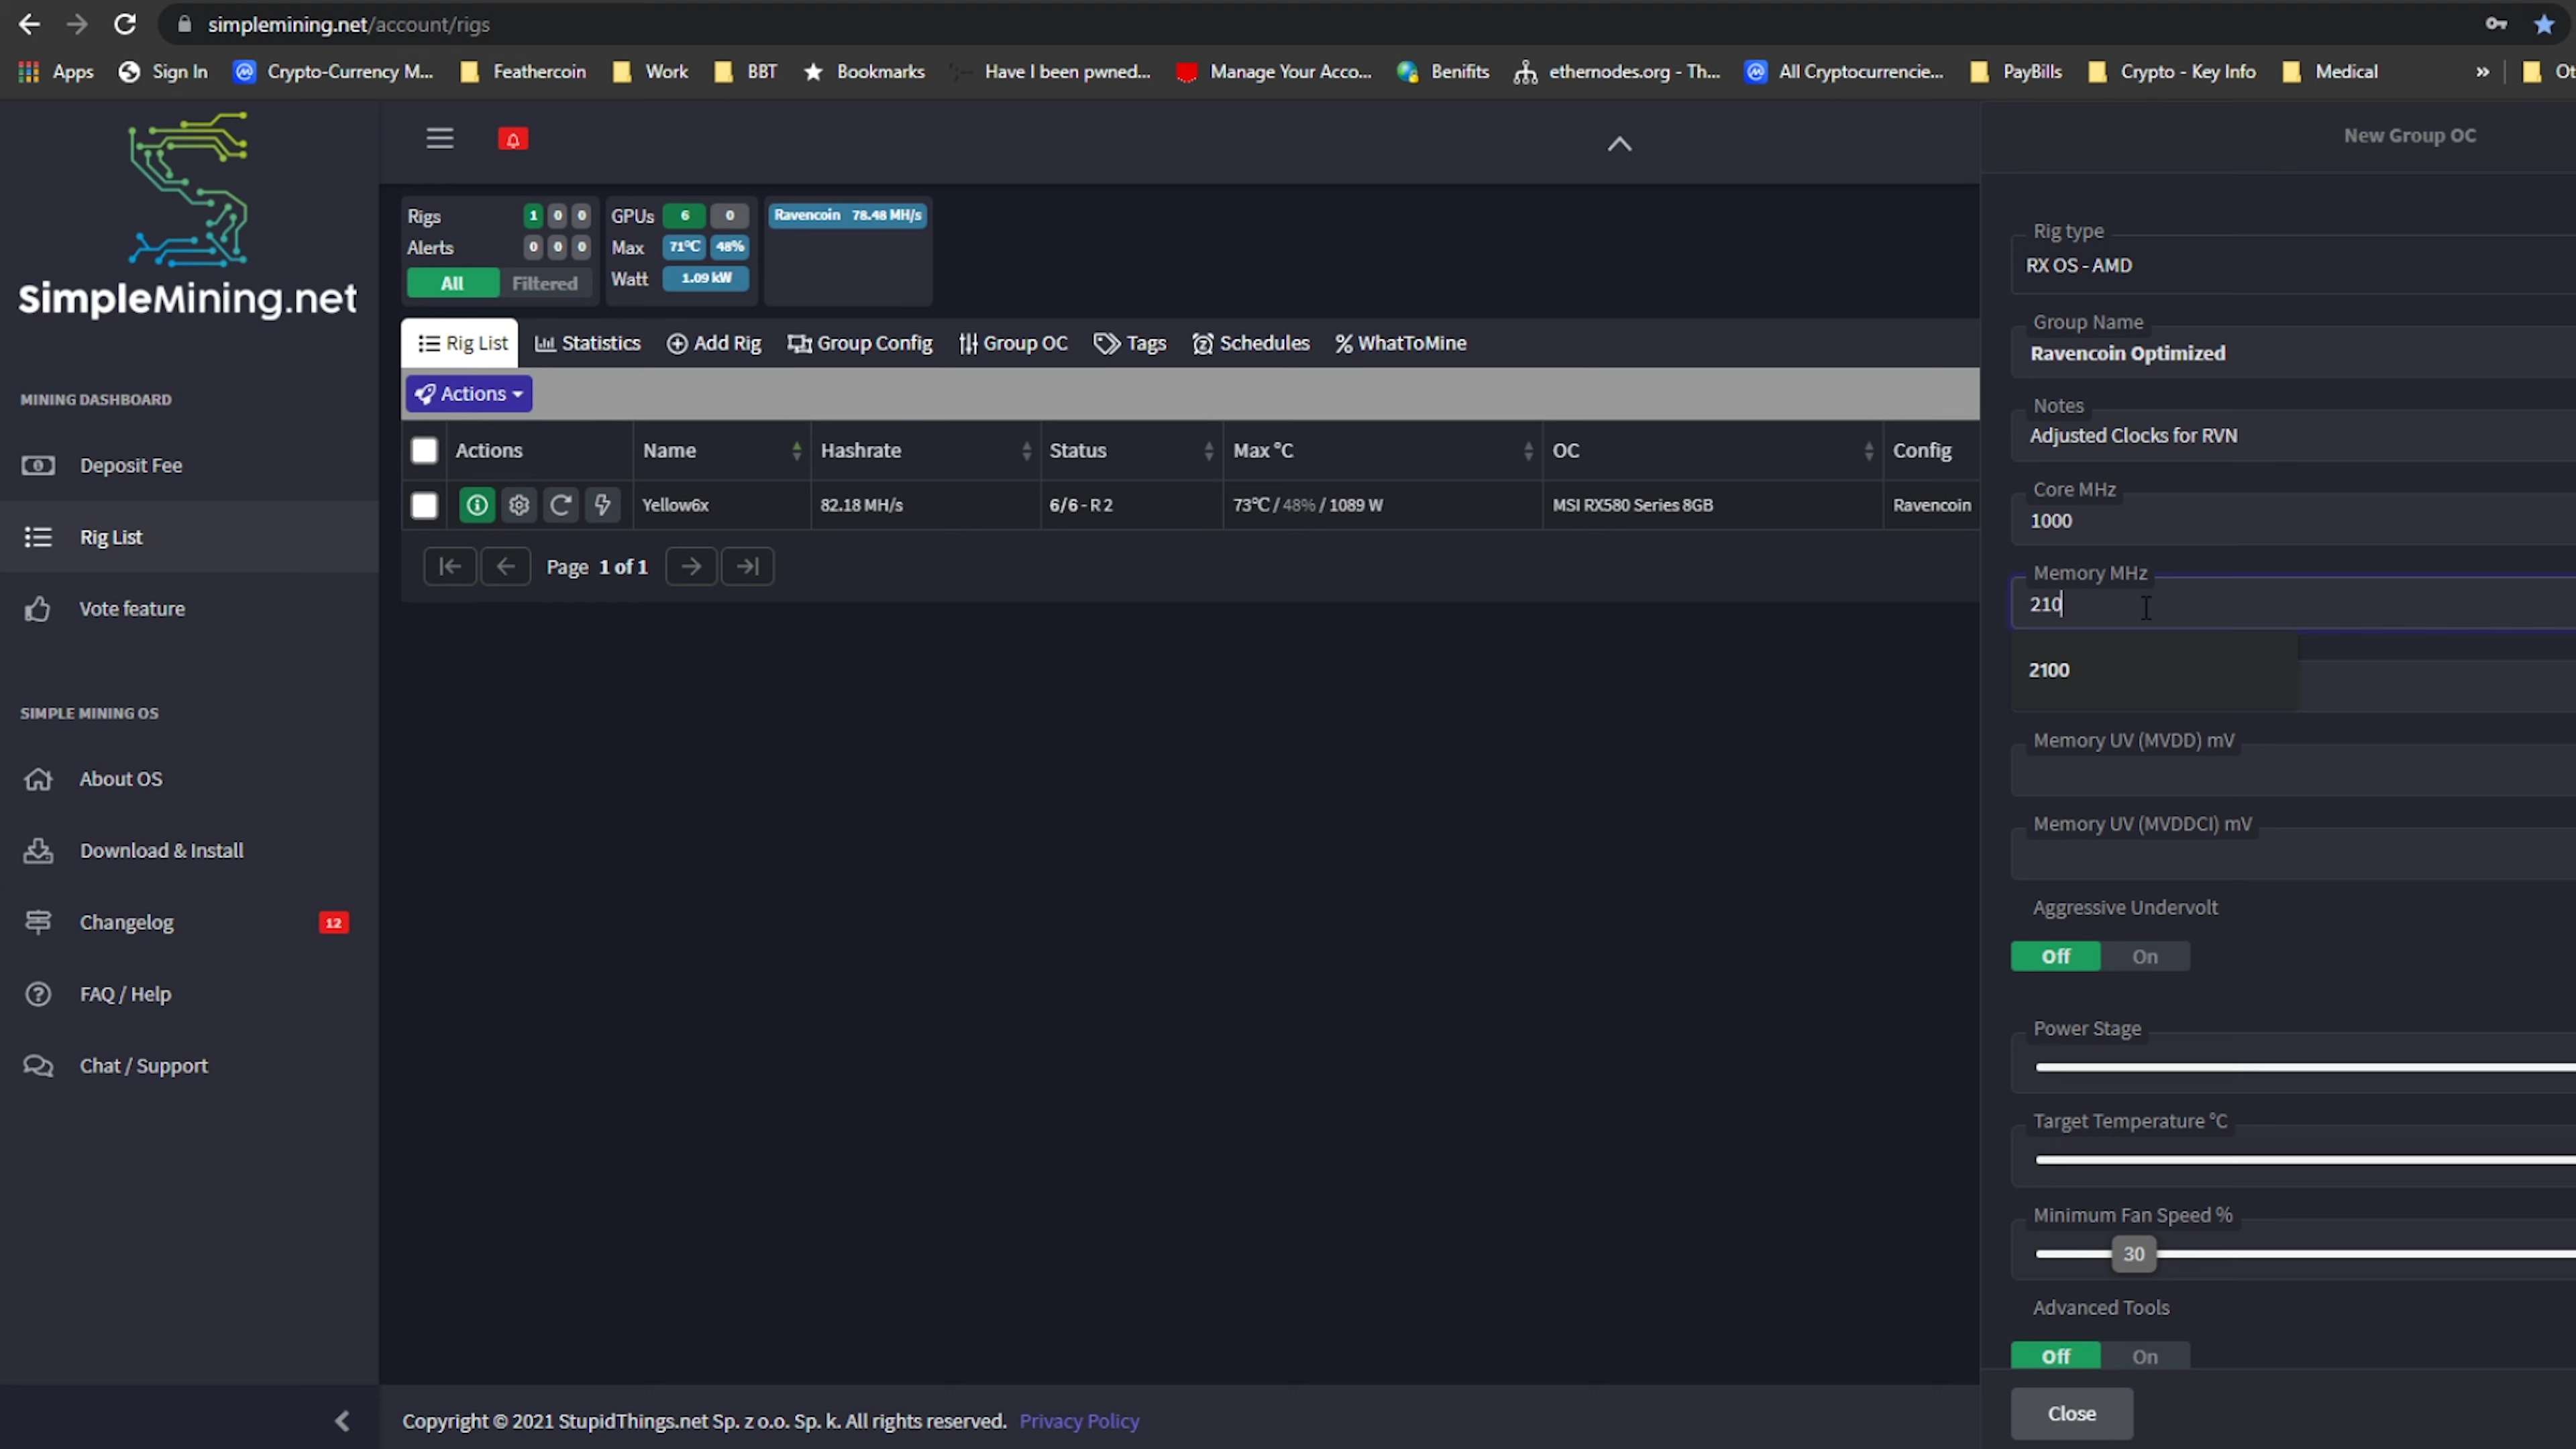 simplemining.net/account/rigs
Apps Sign In Crypto-Currency M... Feathercoin Work BBT Bookmarks Have I been pwned... Manage Your Acco... Benifits ethernodes.org - Th... All Cryptocurrencie... PayBills Crypto - Key Info Medical » Ot
SimpleMining.net
MINING DASHBOARD
Deposit Fee
Rig List
Vote feature
SIMPLE MINING OS
About OS
Download & Install
Changelog 12
FAQ / Help
Chat / Support
Rigs 1 0 0
Alerts 0 0 0
All Filtered
GPUs 6 0
Max 71°C 48%
Watt 1.09 kW
Ravencoin 78.48 MH/s
Rig List Statistics Add Rig Group Config Group OC Tags Schedules WhatToMine
Actions
Actions Name Hashrate Status Max °C OC Config
Yellow6x 82.18 MH/s 6/6 - R 2 73°C / 48% / 1089 W MSI RX580 Series 8GB Ravencoin
Page 1 of 1
New Group OC
Rig type
RX OS - AMD
Group Name
Ravencoin Optimized
Notes
Adjusted Clocks for RVN
Core MHz
1000
Memory MHz
210
2100
Memory UV (MVDD) mV
Memory UV (MVDDCI) mV
Aggressive Undervolt
Off On
Power Stage
Target Temperature °C
Minimum Fan Speed %
30
Advanced Tools
Off On
Close
Copyright © 2021 StupidThings.net Sp. z o.o. Sp. k. All rights reserved. Privacy Policy